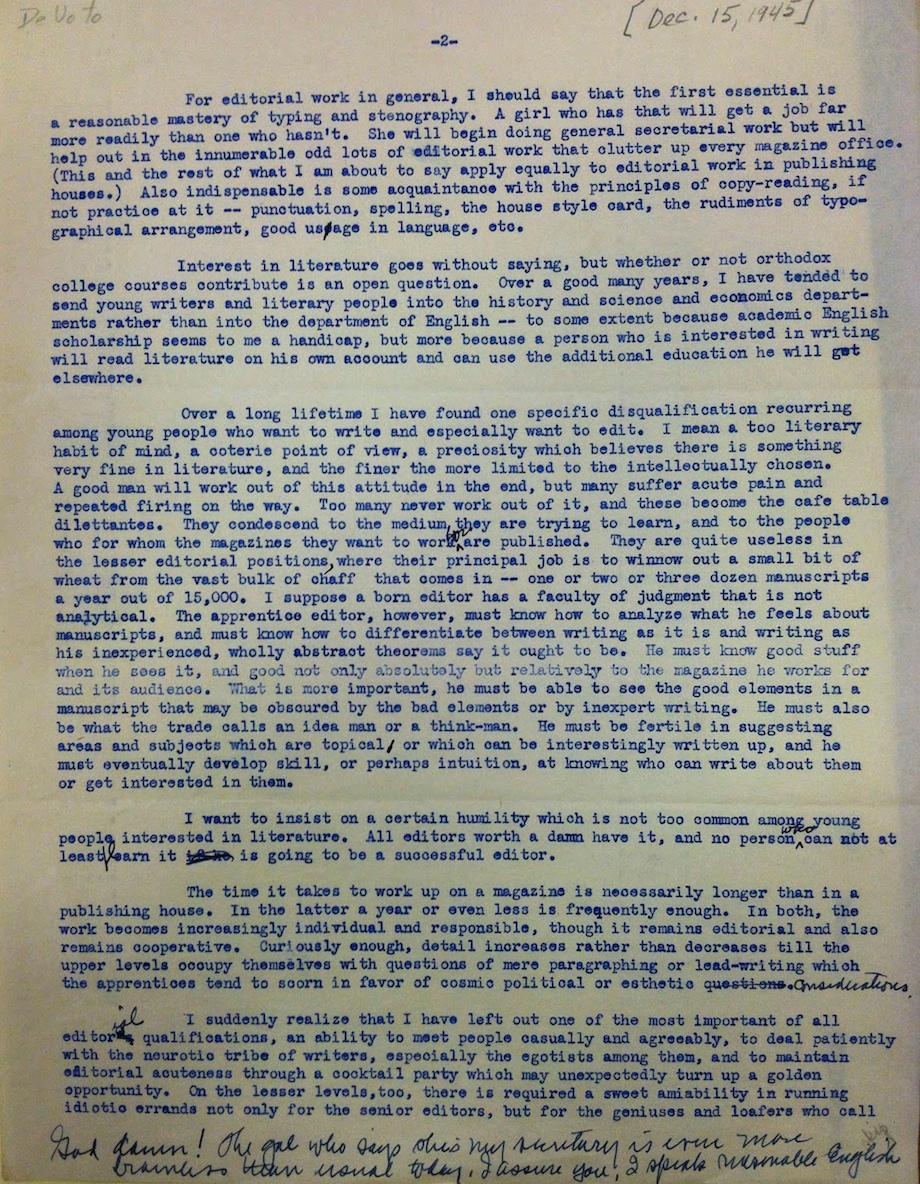 De Voto
[Dec. 15, 1945]
-2-
For editorial work in general, I should say that the first essential is
a reasonable mastery of typing and stenography. A girl who has that will get a job far
more readily than one who hasn't. She will begin doing general secretarial work but will
help out in the innumerable odd lots of editorial work that clutter up every magazine office.
(This and the rest of what I am about to say apply equally to editorial work in publishing
houses.) Also indispensable is some acquaintance with the principles of copy-reading, if
not practice at it -- punctuation, spelling, the house style card, the rudiments of typo-
graphical arrangement, good usage in language, etc.
Interest in literature goes without saying, but whether or not orthodox
college courses contribute is an open question. Over a good many years, I have tended to
send young writers and literary people into the history and science and economics depart-
ments rather than into the department of English -- to some extent because academic English
scholarship seems to me a handicap, but more because a person who is interested in writing
will read literature on his own account and can use the additional education he will get
elsewhere.
Over a long lifetime I have found one specific disqualification recurring
among young people who want to write and especially want to edit. I mean a too literary
habit of mind, a coterie point of view, a preciosity which believes there is something
very fine in literature, and the finer the more limited to the intellectually chosen.
A good man will work out of this attitude in the end, but many suffer acute pain and
repeated firing on the way. Too many never work out of it, and these become the cafe table
dilettantes. They condescend to the medium they are trying to learn, and to the people
who for whom the magazines they want to work for are published. They are quite useless in
the lesser editorial positions, where their principal job is to winnow out a small bit of
wheat from the vast bulk of chaff that comes in -- one or two or three dozen manuscripts
a year out of 15,000. I suppose a born editor has a faculty of judgment that is not
analytical. The apprentice editor, however, must know how to analyze what he feels about
manuscripts, and must know how to differentiate between writing as it is and writing as
his inexperienced, wholly abstract theorems say it ought to be. He must know good stuff
when he sees it, and good not only absolutely but relatively to the magazine he works for
and its audience. What is more important, he must be able to see the good elements in a
manuscript that may be obscured by the bad elements or by inexpert writing. He must also
be what the trade calls an idea man or a think-man. He must be fertile in suggesting
areas and subjects which are topical, or which can be interestingly written up, and he
must eventually develop skill, or perhaps intuition, at knowing who can write about them
or get interested in them.
I want to insist on a certain humility which is not too common among young
people interested in literature. All editors worth a damn have it, and no person who can not at
least learn it is going to be a successful editor.
The time it takes to work up on a magazine is necessarily longer than in a
publishing house. In the latter a year or even less is frequently enough. In both, the
work becomes increasingly individual and responsible, though it remains editorial and also
remains cooperative. Curiously enough, detail increases rather than decreases till the
upper levels occupy themselves with questions of mere paragraphing or lead-writing which
the apprentices tend to scorn in favor of cosmic political or esthetic questions. considerations.
I suddenly realize that I have left out one of the most important of all
editorial qualifications, an ability to meet people casually and agreeably, to deal patiently
with the neurotic tribe of writers, especially the egotists among them, and to maintain
editorial acuteness through a cocktail party which may unexpectedly turn up a golden
opportunity. On the lesser levels,too, there is required a sweet amiability in running
idiotic errands not only for the senior editors, but for the geniuses and loafers who call
God damn! The gal who says she's my secretary is even more
brainless than usual today. I assure you, I speak reasonable English